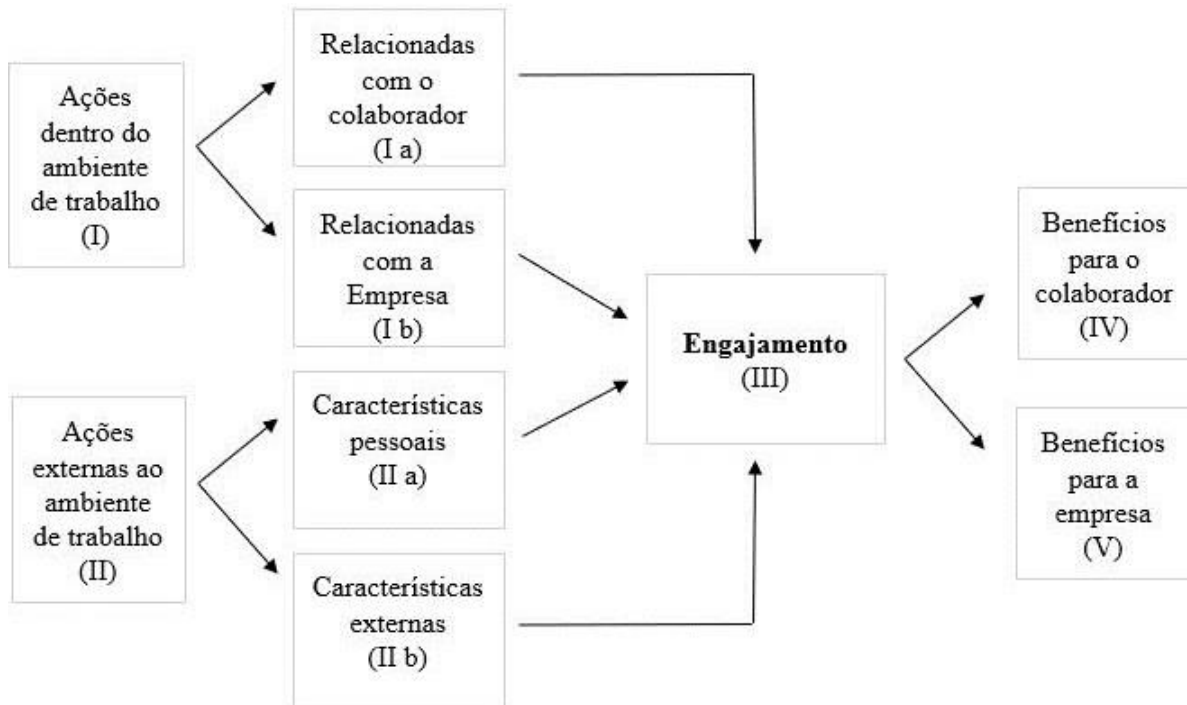 Ações
dentro do
ambiente
de trabalho
(I)
Relacionadas
com o
colaborador
(I a)
Relacionadas
com a
Empresa
(I b)
Ações
externas ao
ambiente
de trabalho
(II)
Característícas
pessoais
(II a)
Características
externas
(II b)
Engajamento
(III)
Benefícios
para o
colaborador
(IV)
Benefícios
para a
empresa
(V)